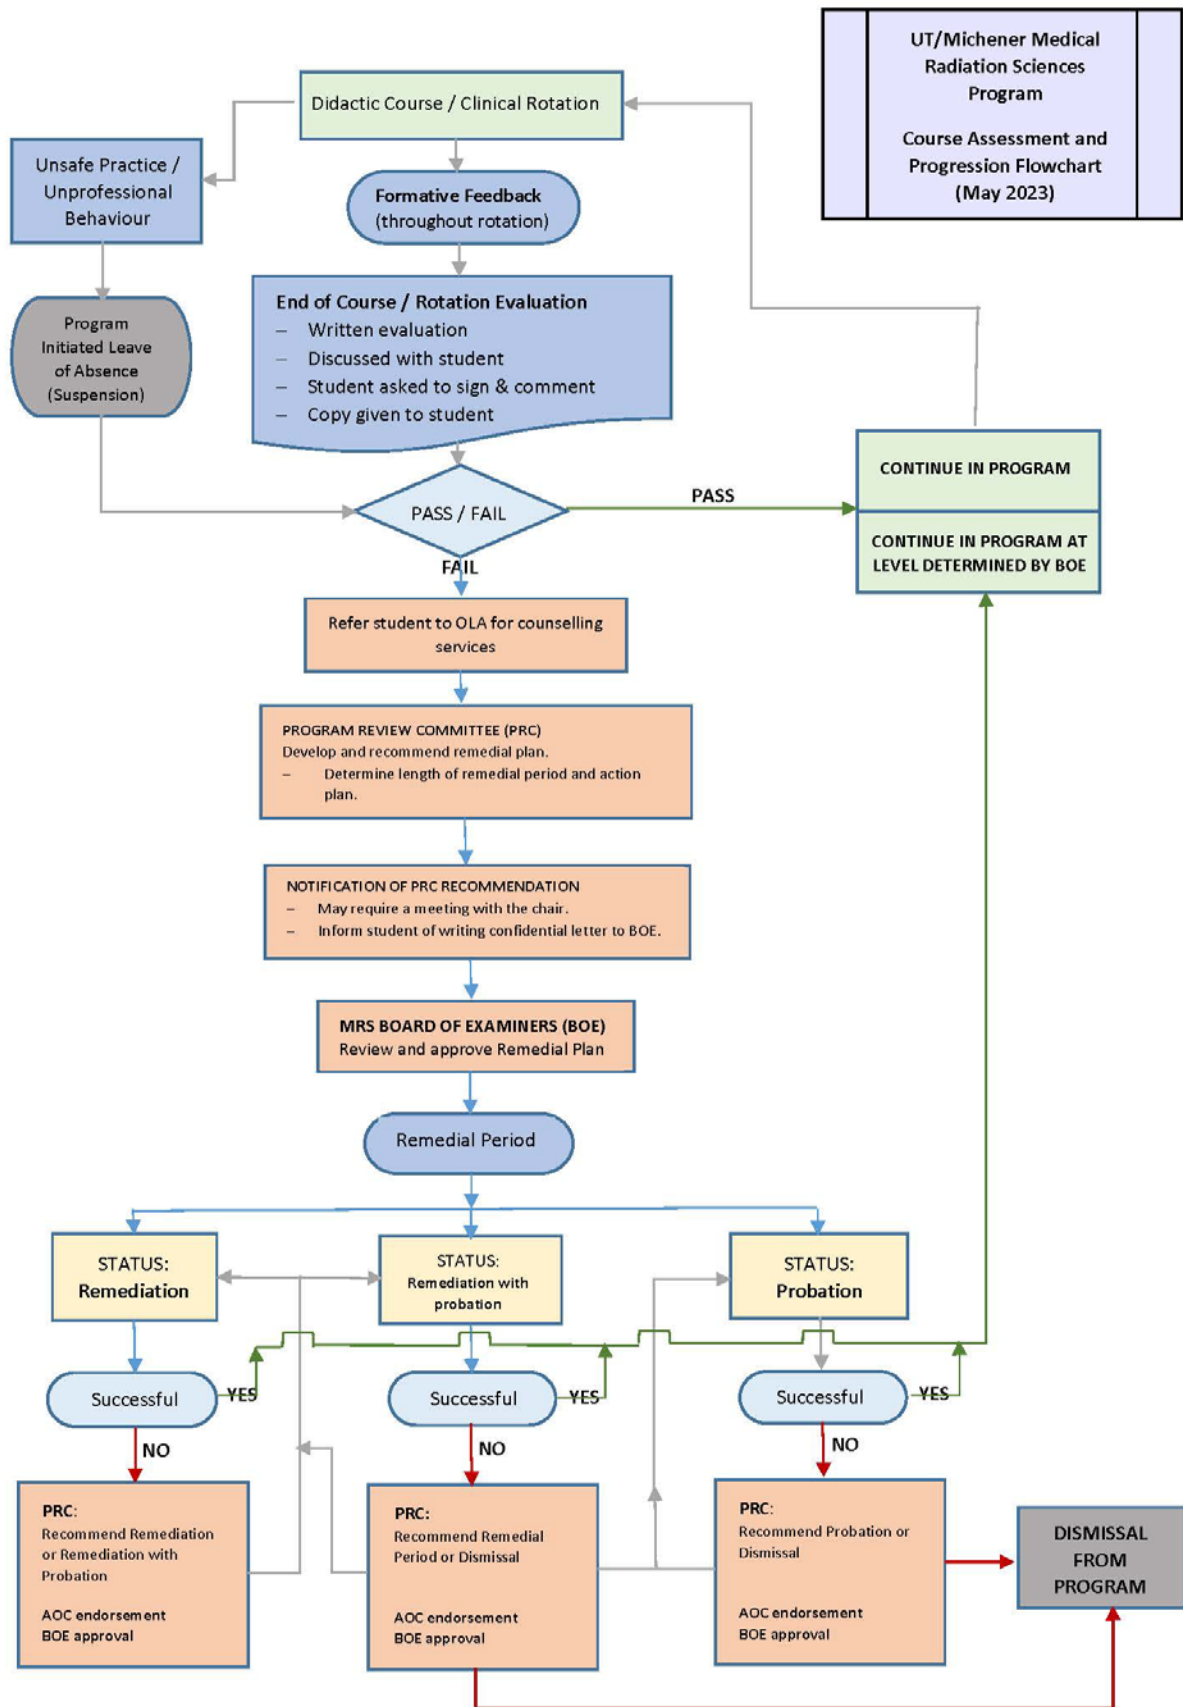 UT/Michener Medical
Radiation Sciences
Program
Course Assessment and
Progression Flowchart
(May 2023)
Didactic Course / Clinical Rotation
Unsafe Practice /
Unprofessional
Behaviour
Formative Feedback
(throughout rotation)
Program
Initiated Leave
of Absence
(Suspension)
End of Course / Rotation Evaluation
– Written evaluation
– Discussed with student
– Student asked to sign & comment
– Copy given to student
PASS / FAIL
PASS
CONTINUE IN PROGRAM
CONTINUE IN PROGRAM AT
LEVEL DETERMINED BY BOE
FAIL
Refer student to OLA for counselling
services
PROGRAM REVIEW COMMITTEE (PRC)
Develop and recommend remedial plan.
– Determine length of remedial period and action
plan.
NOTIFICATION OF PRC RECOMMENDATION
– May require a meeting with the chair.
– Inform student of writing confidential letter to BOE.
MRS BOARD OF EXAMINERS (BOE)
Review and approve Remedial Plan
Remedial Period
STATUS:
Remediation
STATUS:
Remediation with
probation
STATUS:
Probation
Successful
YES
Successful
YES
Successful
YES
NO
NO
NO
PRC:
Recommend Remediation
or Remediation with
Probation
AOC endorsement
BOE approval
PRC:
Recommend Remedial
Period or Dismissal
AOC endorsement
BOE approval
PRC:
Recommend Probation or
Dismissal
AOC endorsement
BOE approval
DISMISSAL
FROM
PROGRAM